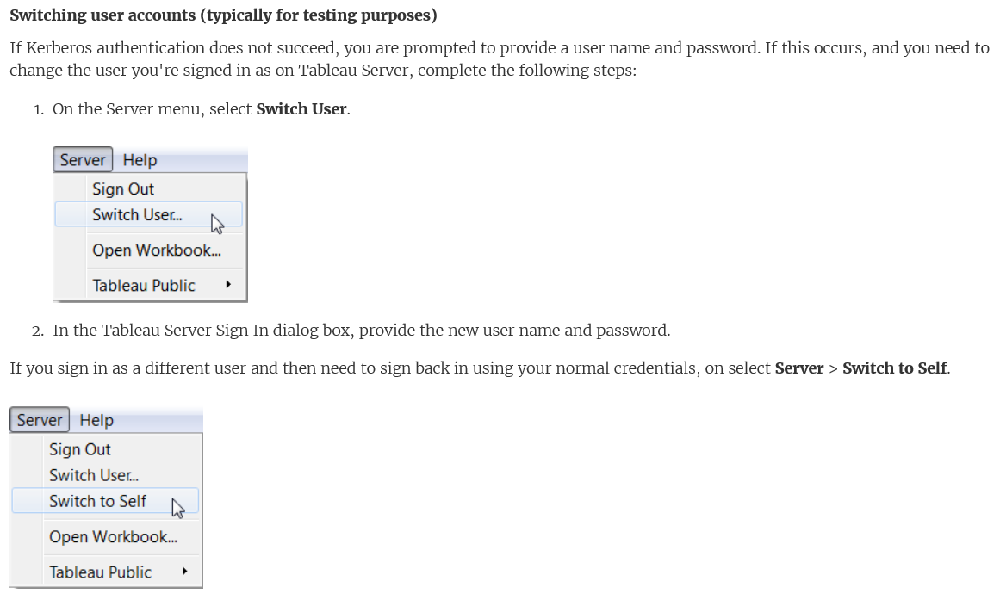 Switching user accounts (typically for testing purposes)
If Kerberos authentication does not succeed, you are prompted to provide a user name and password. If this occurs, and you need to
change the user you're signed in as on Tableau Server, complete the following steps:
1. On the Server menu, select Switch User.
Server Help
Sign Out
Switch User...
Open Workbook...
Tableau Public
2. In the Tableau Server Sign In dialog box, provide the new user name and password.
If you sign in as a different user and then need to sign back in using your normal credentials, on select Server > Switch to Self.
Server Help
Sign Out
Switch User...
Switch to Self
Open Workbook...
Tableau Public